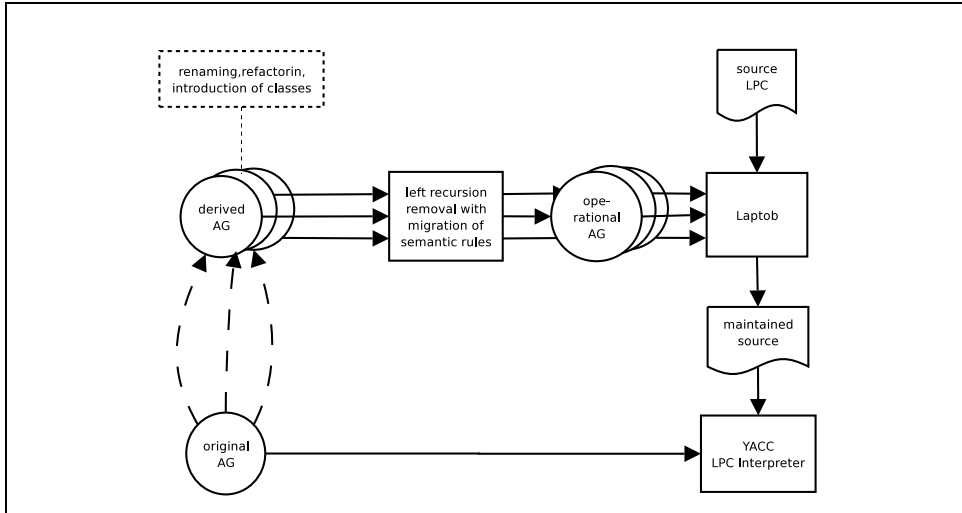 renaming,refactorin,
introduction of classes
source
LPC
derived
AG
left recursion
removal with
migration of
semantic rules
ope-
rational
AG
Laptob
maintained
source
original
AG
YACC
LPC Interpreter